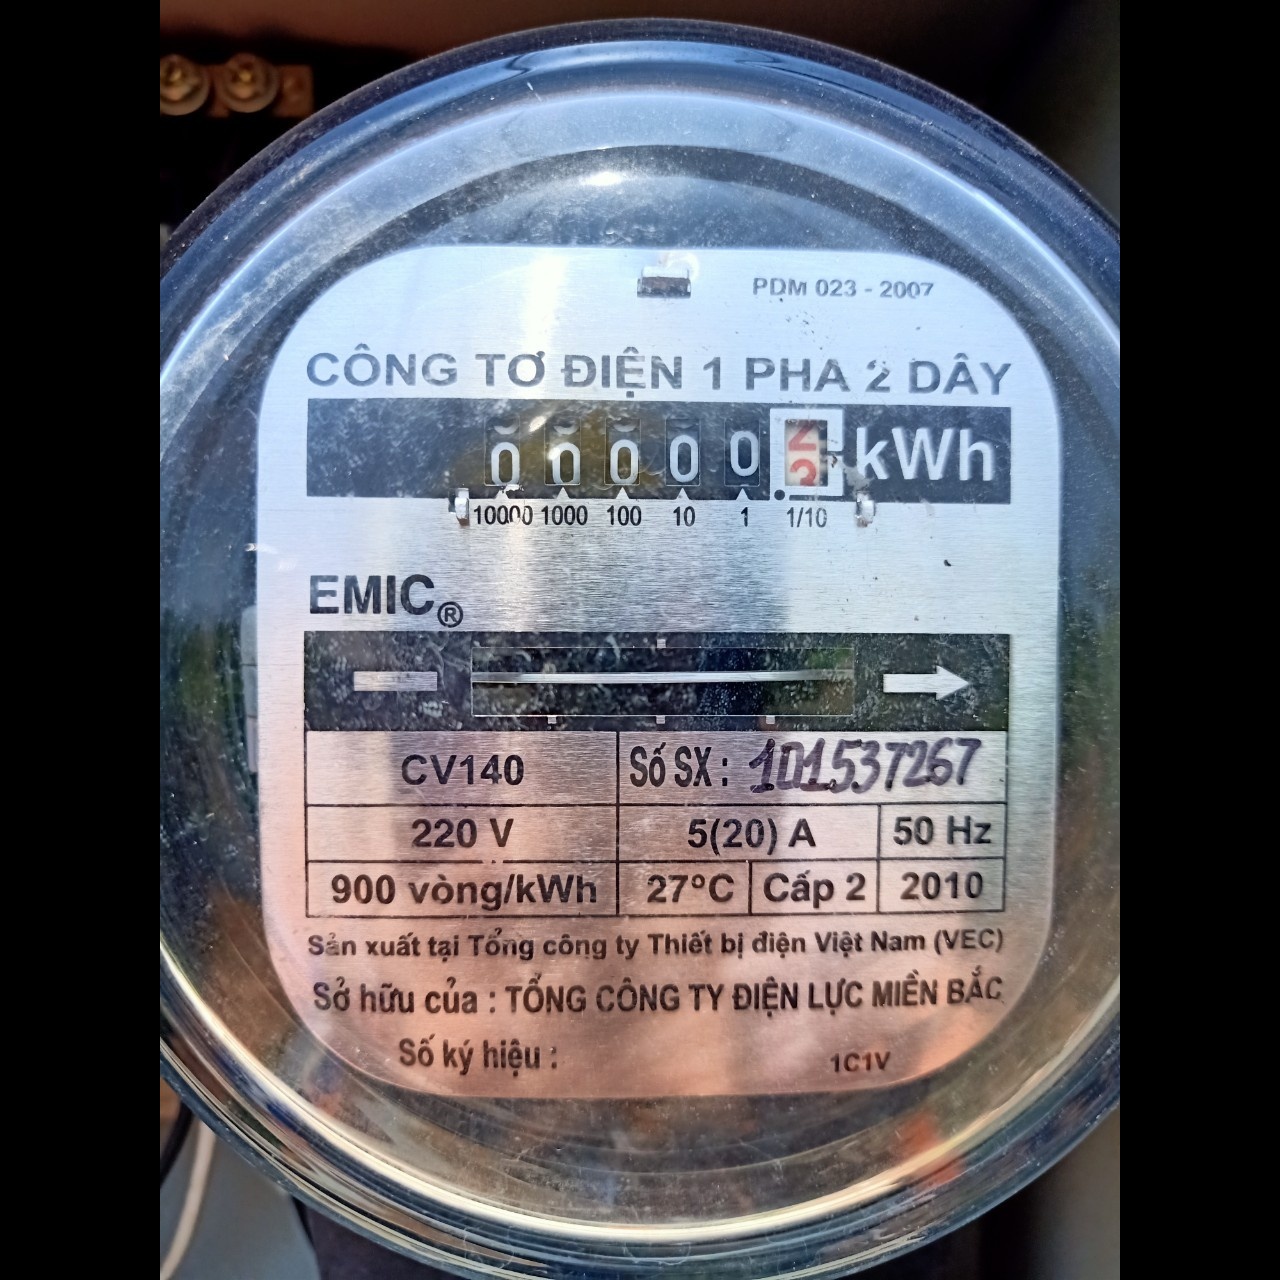 PDM 023 - 2007
CÔNG TƠ ĐIỆN 1 PHA 2 DÂY
0 0 0 0 0 2 3 kWh
10000 1000 100 10 1 1/10
EMIC®
CV140 Số SX : 101537267
220 V 5(20) A 50 Hz
900 vòng/kWh 27°C Cấp 2 2010
Sản xuất tại Tổng công ty Thiết bị điện Việt Nam (VEC)
Sở hữu của : TỔNG CÔNG TY ĐIỆN LỰC MIỀN BẮC
Số ký hiệu : 1C1V